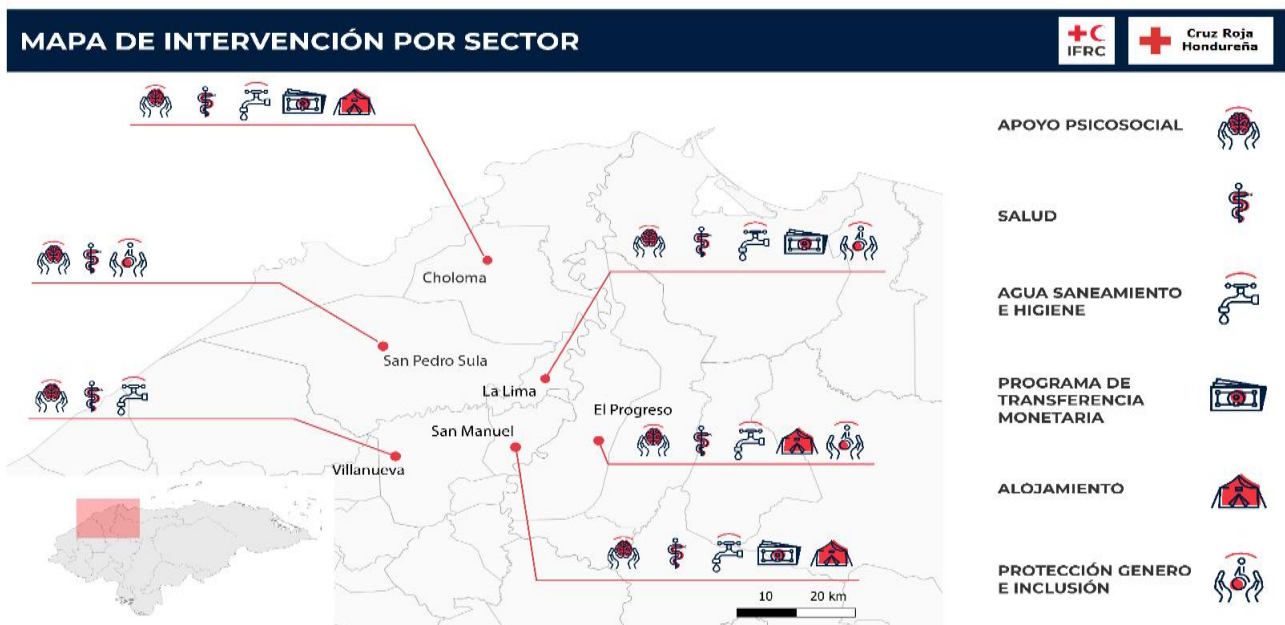 MAPA DE INTERVENCIÓN POR SECTOR
IFRC
Cruz Roja
Hondureña
Choloma
San Pedro Sula
La Lima
El Progreso
San Manuel
Villanueva
10 20 km
APOYO PSICOSOCIAL
SALUD
AGUA SANEAMIENTO
E HIGIENE
PROGRAMA DE
TRANSFERENCIA
MONETARIA
ALOJAMIENTO
PROTECCIÓN GENERO
E INCLUSIÓN